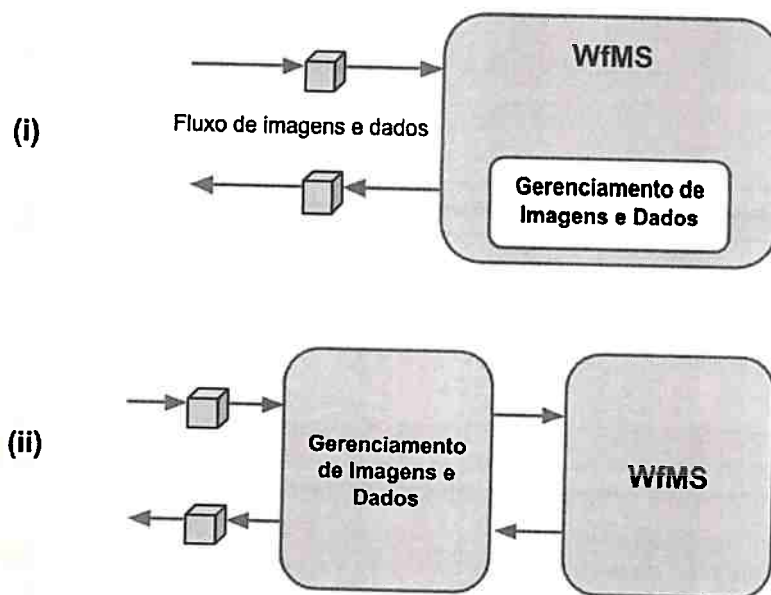 WfMS
(i)
Fluxo de imagens e dados
Gerenciamento de
Imagens e Dados
(ii)
Gerenciamento
de Imagens e
Dados
WfMS